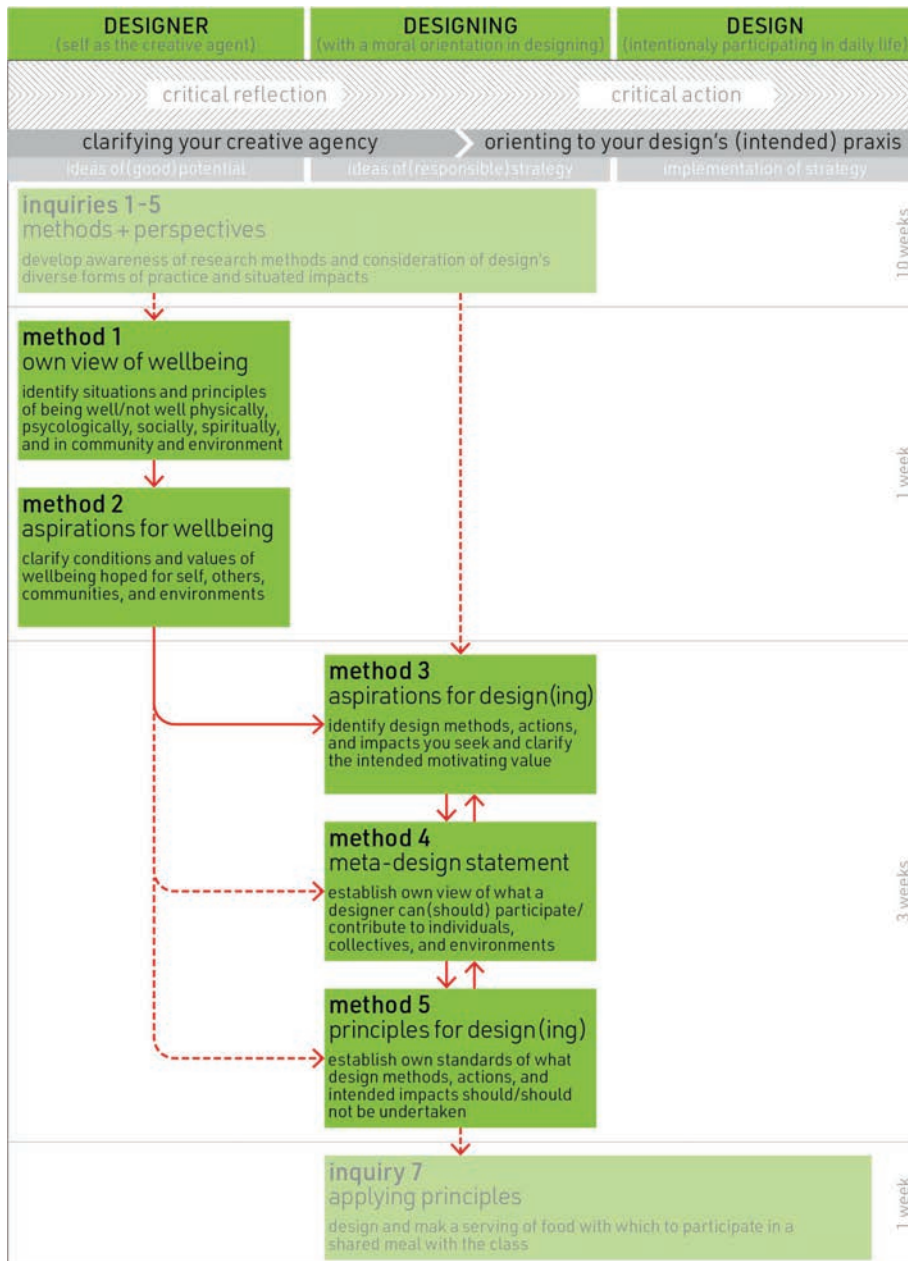 DESIGNER
(self as the creative agent)
DESIGNING
(with a moral orientation in designing)
DESIGN
(intentionaly participating in daily life)
critical reflection
critical action
clarifying your creative agency
orienting to your design's (intended) praxis
ideas of (good) potential
ideas of (responsible) strategy
implementation of strategy
inquiries 1-5
methods + perspectives
develop awareness of research methods and consideration of design's
diverse forms of practice and situated impacts
10 weeks
method 1
own view of wellbeing
identify situations and principles
of being well/not well physically,
psycologically, socially, spiritually,
and in community and environment
1 week
method 2
aspirations for wellbeing
clarify conditions and values of
wellbeing hoped for self, others,
communities, and environments
method 3
aspirations for design(ing)
identify design methods, actions,
and impacts you seek and clarify
the intended motivating value
method 4
meta-design statement
establish own view of what a
designer can (should) participate/
contribute to individuals,
collectives, and environments
3 weeks
method 5
principles for design(ing)
establish own standards of what
design methods, actions, and
intended impacts should/should
not be undertaken
inquiry 7
applying principles
design and mak a serving of food with which to participate in a
shared meal with the class
1 week